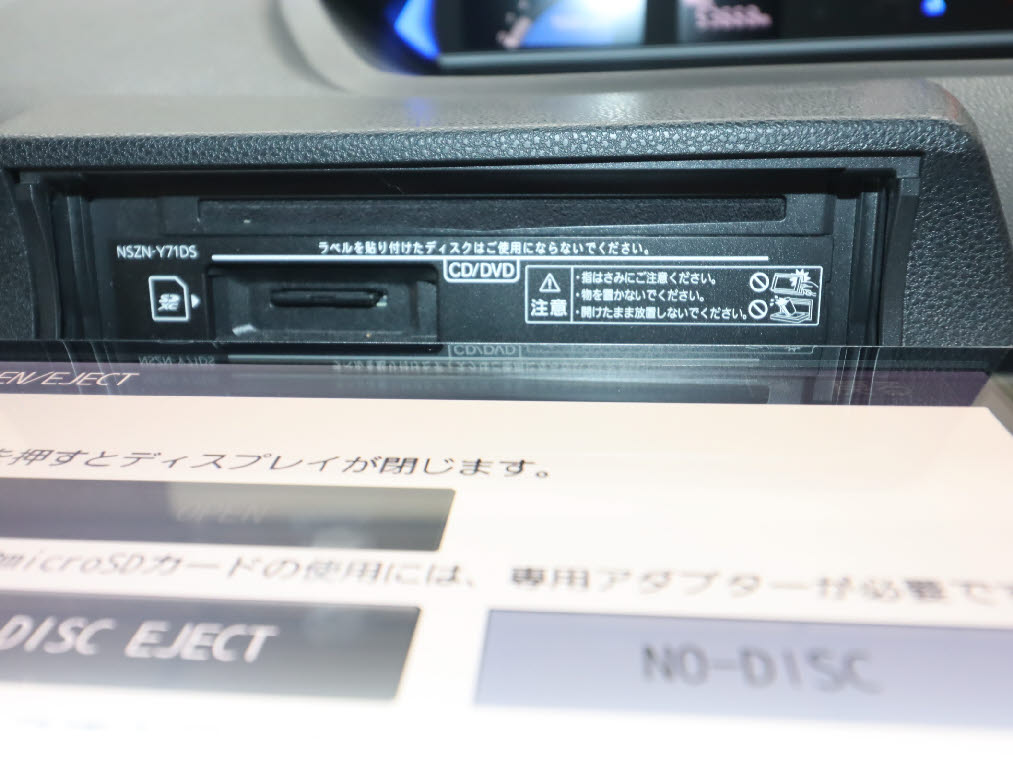 NSZN-Y71DS
ラベルを貼り付けたディスクはご使用にならないでください。
CD/DVD
注意
・指はさみにご注意ください。
・物を置かないでください。
・開けたまま放置しないでください。
SD XC
EN/EJECT
を押すとディスプレイが閉じます。
OPEN
microSDカードの使用には、専用アダプターが必要です
DISC EJECT
NO-DISC